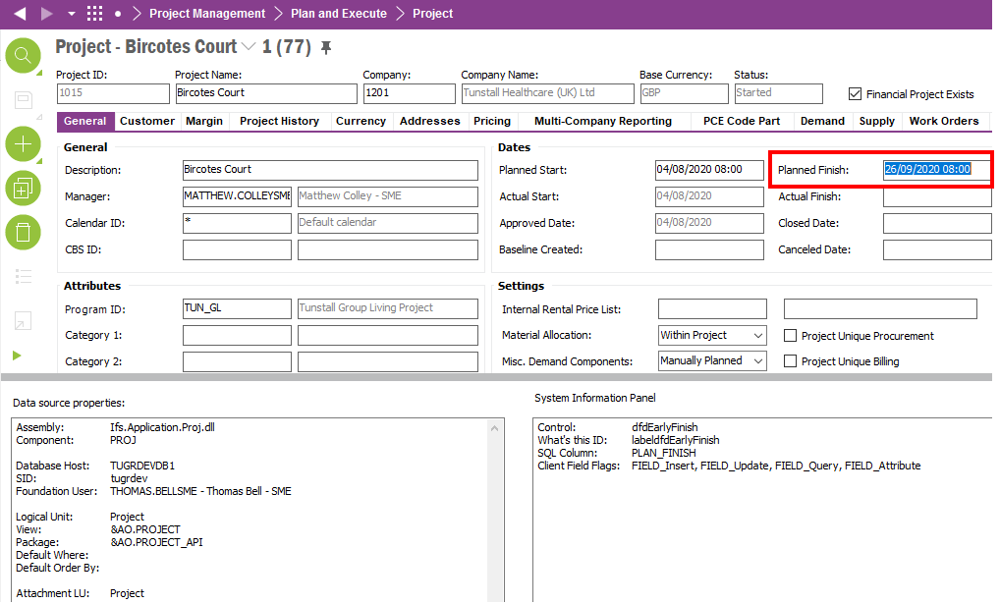 Project Management Plan and Execute Project
Project - Bircotes Court 1 (77)
Project ID: Project Name: Company: Company Name: Base Currency: Status:
1015 Bircotes Court 1201 Tunstall Healthcare (UK) Ltd GBP Started Financial Project Exists
General Customer Margin Project History Currency Addresses Pricing Multi-Company Reporting PCE Code Part Demand Supply Work Orders
General
Description: Bircotes Court
Manager: MATTHEW.COLLEYSME Matthew Colley - SME
Calendar ID: * Default calendar
CBS ID:
Dates
Planned Start: 04/08/2020 08:00 Planned Finish: 26/09/2020 08:00
Actual Start: 04/08/2020 Actual Finish:
Approved Date: 04/08/2020 Closed Date:
Baseline Created: Canceled Date:
Attributes
Program ID: TUN_GL Tunstall Group Living Project
Category 1:
Category 2:
Settings
Internal Rental Price List:
Material Allocation: Within Project Project Unique Procurement
Misc. Demand Components: Manually Planned Project Unique Billing
Data source properties:
Assembly: Ifs.Application.Proj.dll
Component: PROJ
Database Host: TUGRDEVDB1
SID: tugrdev
Foundation User: THOMAS.BELLSME - Thomas Bell - SME
Logical Unit: Project
View: &AO.PROJECT
Package: &AO.PROJECT_API
Default Where:
Default Order By:
Attachment LU: Project
System Information Panel
Control: dfdEarlyFinish
What's this ID: labeldfdEarlyFinish
SQL Column: PLAN_FINISH
Client Field Flags: FIELD_Insert, FIELD_Update, FIELD_Query, FIELD_Attribute